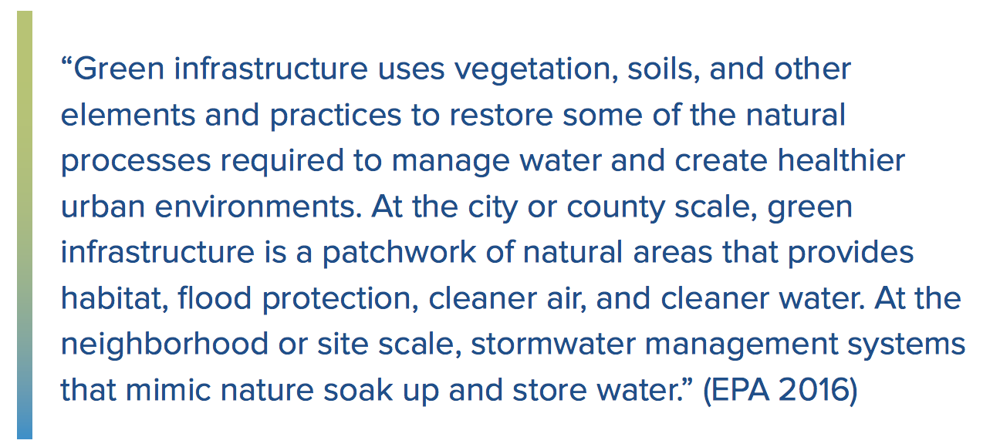 “Green infrastructure uses vegetation, soils, and other
elements and practices to restore some of the natural
processes required to manage water and create healthier
urban environments. At the city or county scale, green
infrastructure is a patchwork of natural areas that provides
habitat, flood protection, cleaner air, and cleaner water. At the
neighborhood or site scale, stormwater management systems
that mimic nature soak up and store water.” (EPA 2016)